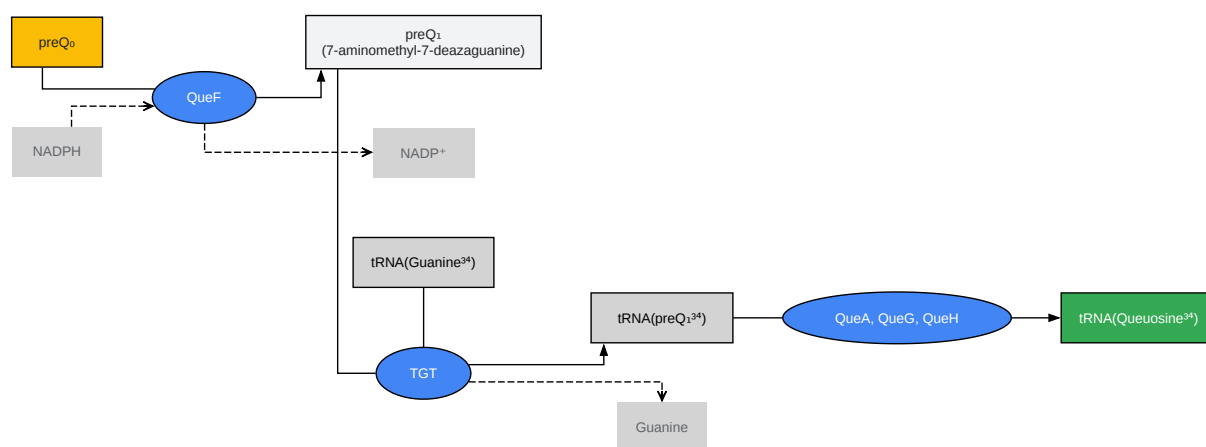 preQ₀
preQ₁
(7-aminomethyl-7-deazaguanine)
QueF
NADPH
NADP⁺
tRNA(Guanine³⁴)
tRNA(preQ₁³⁴)
QueA, QueG, QueH
tRNA(Queuosine³⁴)
TGT
Guanine